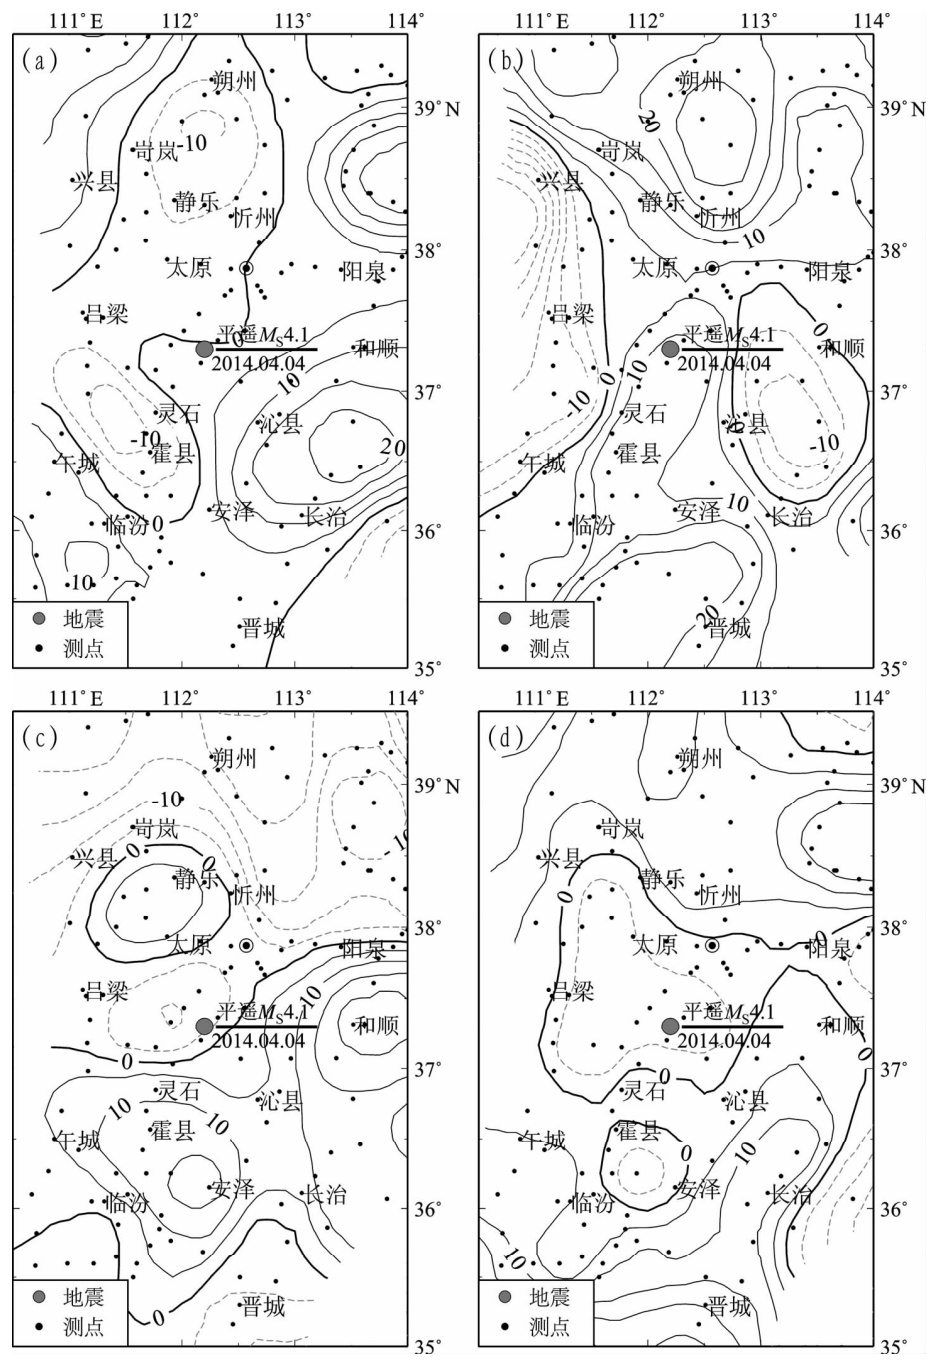 111°E 112° 113° 114°
(a)
朔州
39°N
-10
岢岚
兴县
静乐
忻州
38°
太原
阳泉
吕梁
0
平遥Ms4.1
2014.04.04
和顺
10
37°
灵石
沁县
-10
霍县
20
午城
0
安泽
长治
临汾
36°
10
地震
测点
晋城
35°
111°E 112° 113° 114°
(b)
朔州
20
39°N
岢岚
兴县
静乐
忻州
10
38°
太原
阳泉
吕梁
0
平遥Ms4.1
2014.04.04
和顺
0
10
37°
-10
灵石
沁县
0
霍县
-10
午城
10
安泽
长治
临汾
36°
20
地震
测点
晋城
35°
111°E 112° 113° 114°
(c)
朔州
39°N
-10
岢岚
-10
0
0
兴县
静乐
忻州
38°
太原
阳泉
吕梁
10
平遥Ms4.1
2014.04.04
和顺
0
37°
灵石
沁县
10
10
霍县
午城
安泽
长治
临汾
36°
0
0
地震
测点
晋城
35°
111°E 112° 113° 114°
(d)
朔州
39°N
岢岚
兴县
静乐
0
忻州
38°
太原
0
阳泉
吕梁
平遥Ms4.1
2014.04.04
和顺
0
37°
灵石
0
沁县
霍县
0
10
午城
安泽
长治
临汾
36°
10
地震
测点
晋城
35°